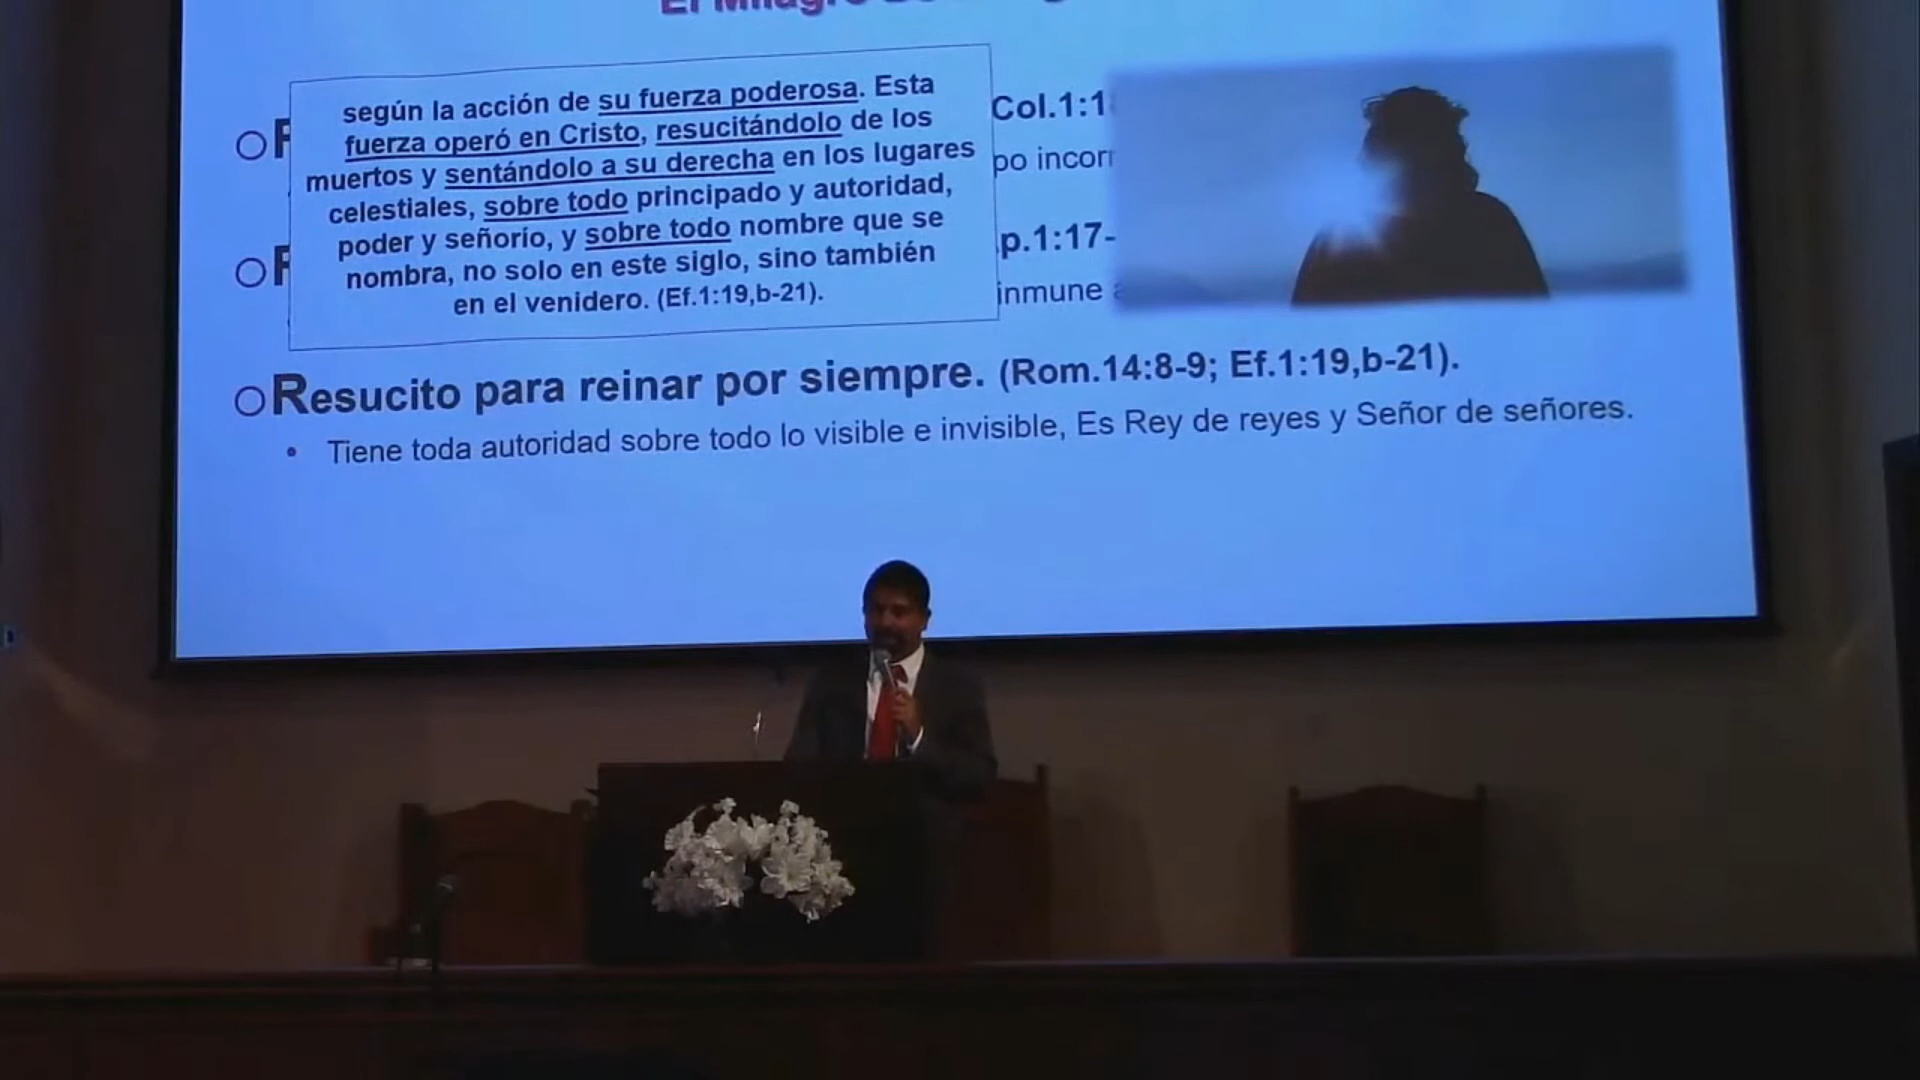 El Milagro
según la acción de su fuerza poderosa. Esta
fuerza operó en Cristo, resucitándolo de los
muertos y sentándolo a su derecha en los lugares
celestiales, sobre todo principado y autoridad,
poder y señorío, y sobre todo nombre que se
nombra, no solo en este siglo, sino también
en el venidero. (Ef.1:19,b-21).
Col.1:1
po incorr
p.1:17-
inmune
Resucito para reinar por siempre. (Rom.14:8-9; Ef.1:19,b-21).
• Tiene toda autoridad sobre todo lo visible e invisible, Es Rey de reyes y Señor de señores.